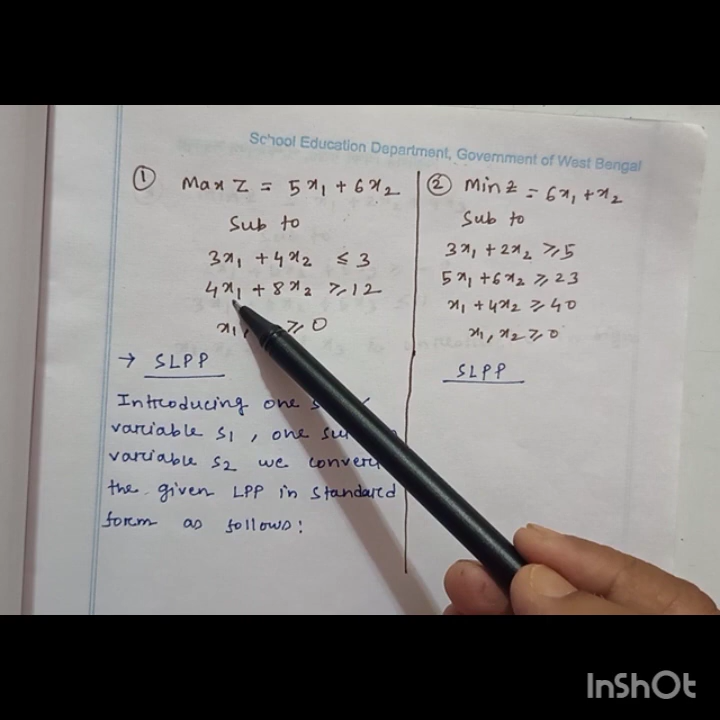 School Education Department, Government of West Bengal
① Max Z = 5x₁ + 6x₂
Sub to
3x₁ + 4x₂ ≤ 3
4x₁ + 8x₂ ≥ 12
x₁, ≥ 0
→ SLPP
Introducing one
variable s₁, one
variable s₂ we
the given LPP in standard
form as follows:
② Min Z = 6x₁ + x₂
Sub to
3x₁ + 2x₂ ≥ 5
5x₁ + 6x₂ ≥ 23
x₁ + 4x₂ ≥ 40
x₁, x₂ ≥ 0
SLPP
InShOt